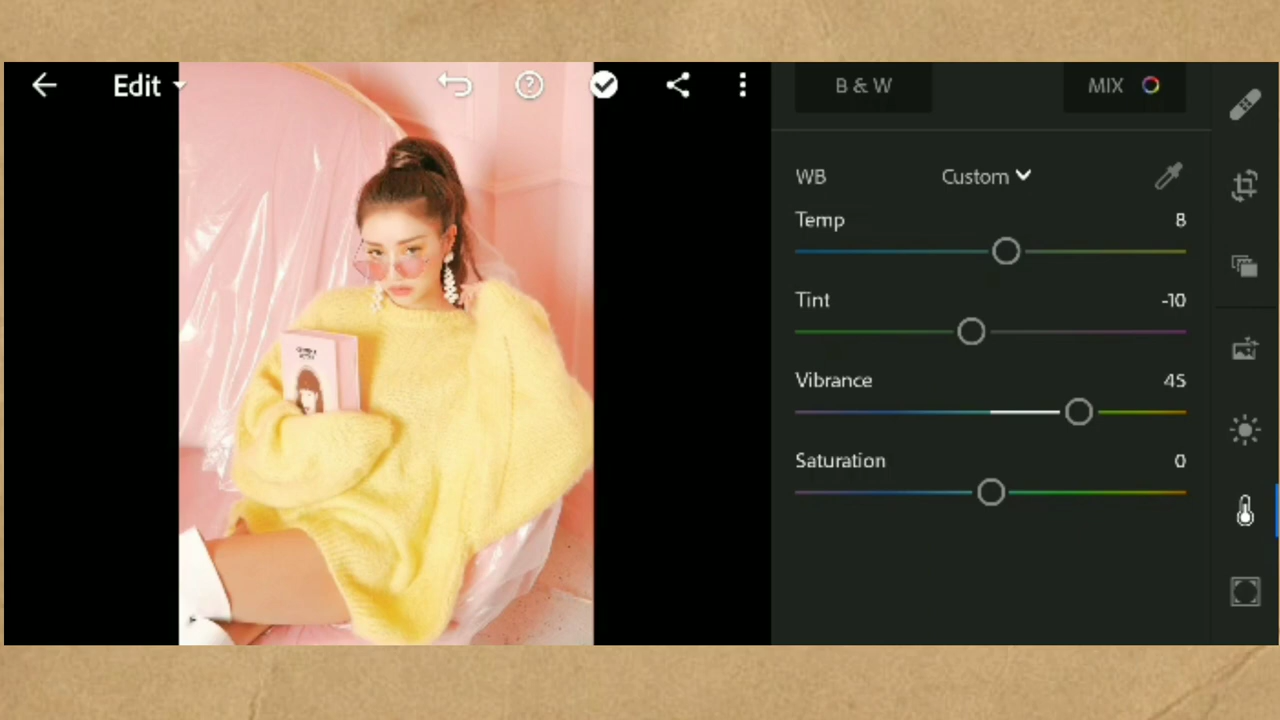 Edit
B & W
MIX
WB
Custom
Temp
8
Tint
-10
Vibrance
45
Saturation
0